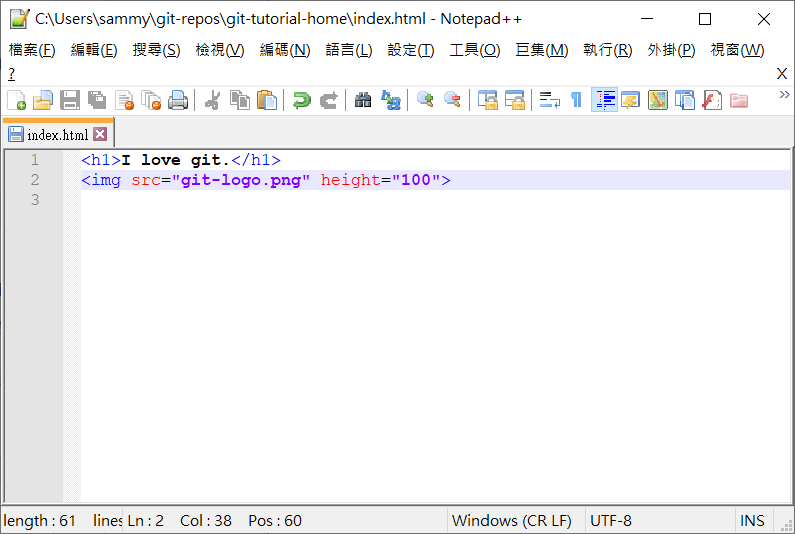 C:\Users\sammy\git-repos\git-tutorial-home\index.html - Notepad++
檔案(F) 編輯(E) 搜尋(S) 檢視(V) 編碼(N) 語言(L) 設定(T) 工具(O) 巨集(M) 執行(R) 外掛(P) 視窗(W)
? X
index.html
1 <h1>I love git.</h1>
2 <img src="git-logo.png" height="100">
3
length : 61 lines Ln : 2 Col : 38 Pos : 60 Windows (CR LF) UTF-8 INS